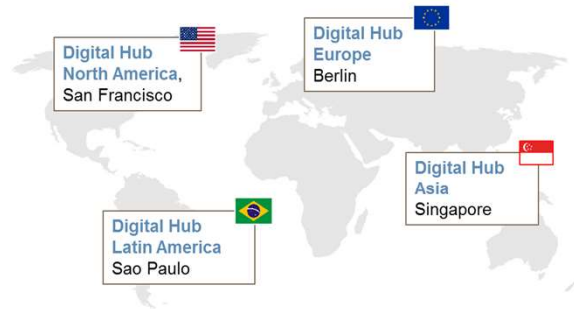 Digital Hub
North America,
San Francisco
Digital Hub
Europe
Berlin
Digital Hub
Asia
Singapore
Digital Hub
Latin America
Sao Paulo